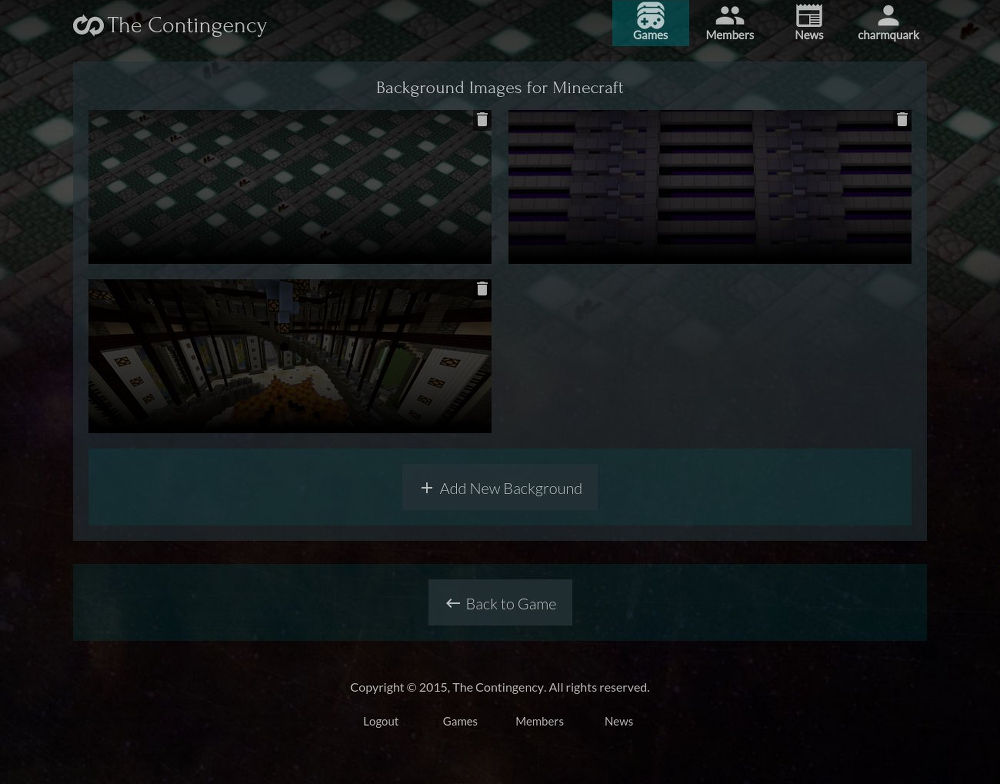 The Contingency
Games
Members
News
charmquark
Background Images for Minecraft
+ Add New Background
← Back to Game
Copyright © 2015, The Contingency. All rights reserved.
Logout Games Members News